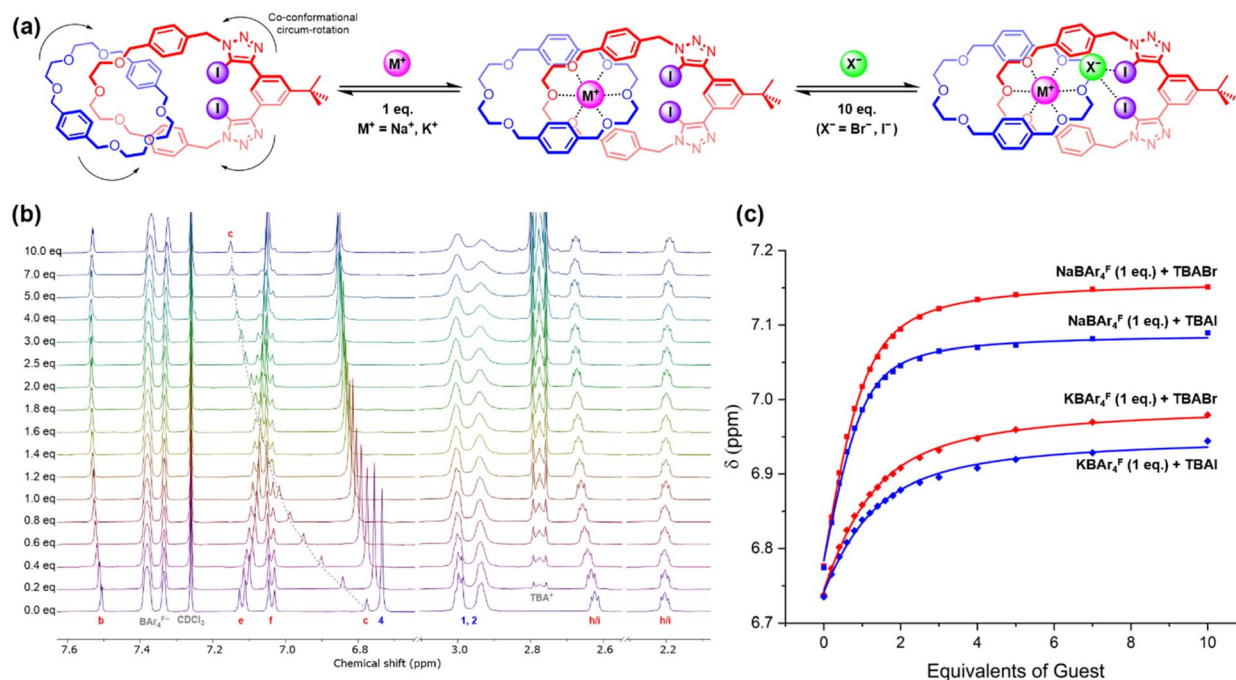 (a)
Co-conformational
circum-rotation
O O O O O O O O
N N N
N N N
I
I
M⁺
1 eq.
M⁺ = Na⁺, K⁺
M⁺
I
I
N N N
N N N
X⁻
10 eq.
(X⁻ = Br⁻, I⁻)
M⁺
X⁻
I
I
N N N
N N N
(b)
10.0 eq
7.0 eq
5.0 eq
4.0 eq
3.0 eq
2.5 eq
2.0 eq
1.8 eq
1.6 eq
1.4 eq
1.2 eq
1.0 eq
0.8 eq
0.6 eq
0.4 eq
0.2 eq
0.0 eq
c
TBA⁺
b BAr₄F⁻ CDCl₃ e f c 4 1, 2 h/i h/i
7.6 7.4 7.2 7.0 6.8 3.0 2.8 2.6 2.2
Chemical shift (ppm)
(c)
δ (ppm)
7.2
7.1
7.0
6.9
6.8
6.7
NaBAr₄F (1 eq.) + TBABr
NaBAr₄F (1 eq.) + TBAI
KBAr₄F (1 eq.) + TBABr
KBAr₄F (1 eq.) + TBAI
0 2 4 6 8 10
Equivalents of Guest